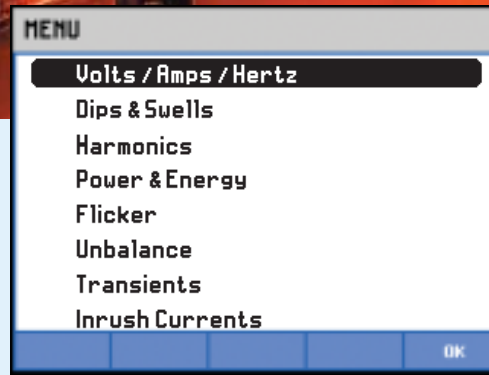 MENU
Volts / Amps / Hertz
Dips & Swells
Harmonics
Power & Energy
Flicker
Unbalance
Transients
Inrush Currents
OK